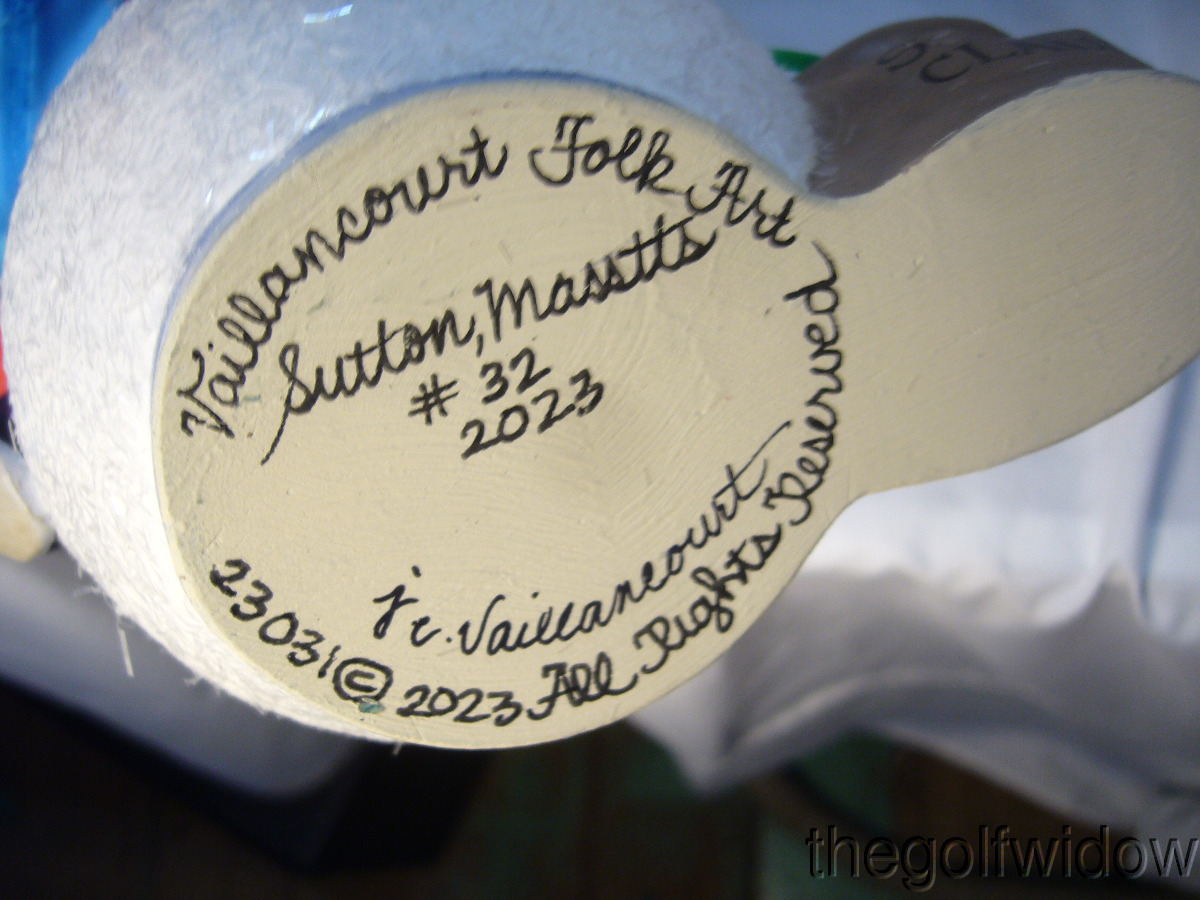 Vaillancourt Folk Art
Sutton, Masstts
# 32
2023
J.C. Vaillancourt
23031 © 2023 All Rights Reserved
thegolfwidow